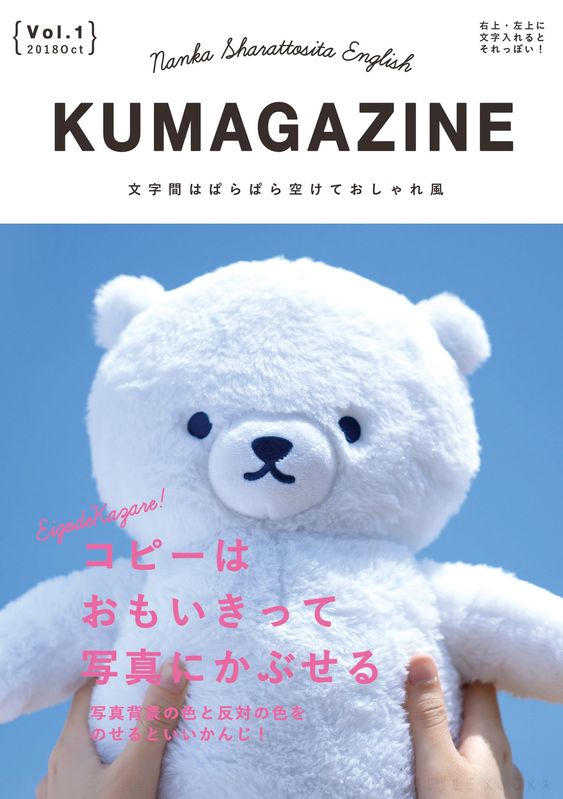 Vol.1
2018Oct
Nanka Sharattosita English
右上・左上に
文字入れると
それっぽい！
KUMAGAZINE
文字間はぱらぱら空けておしゃれ風
EigodeKazare!
コピーは
おもいきって
写真にかぶせる
写真背景の色と反対の色を
のせるといいかんじ！